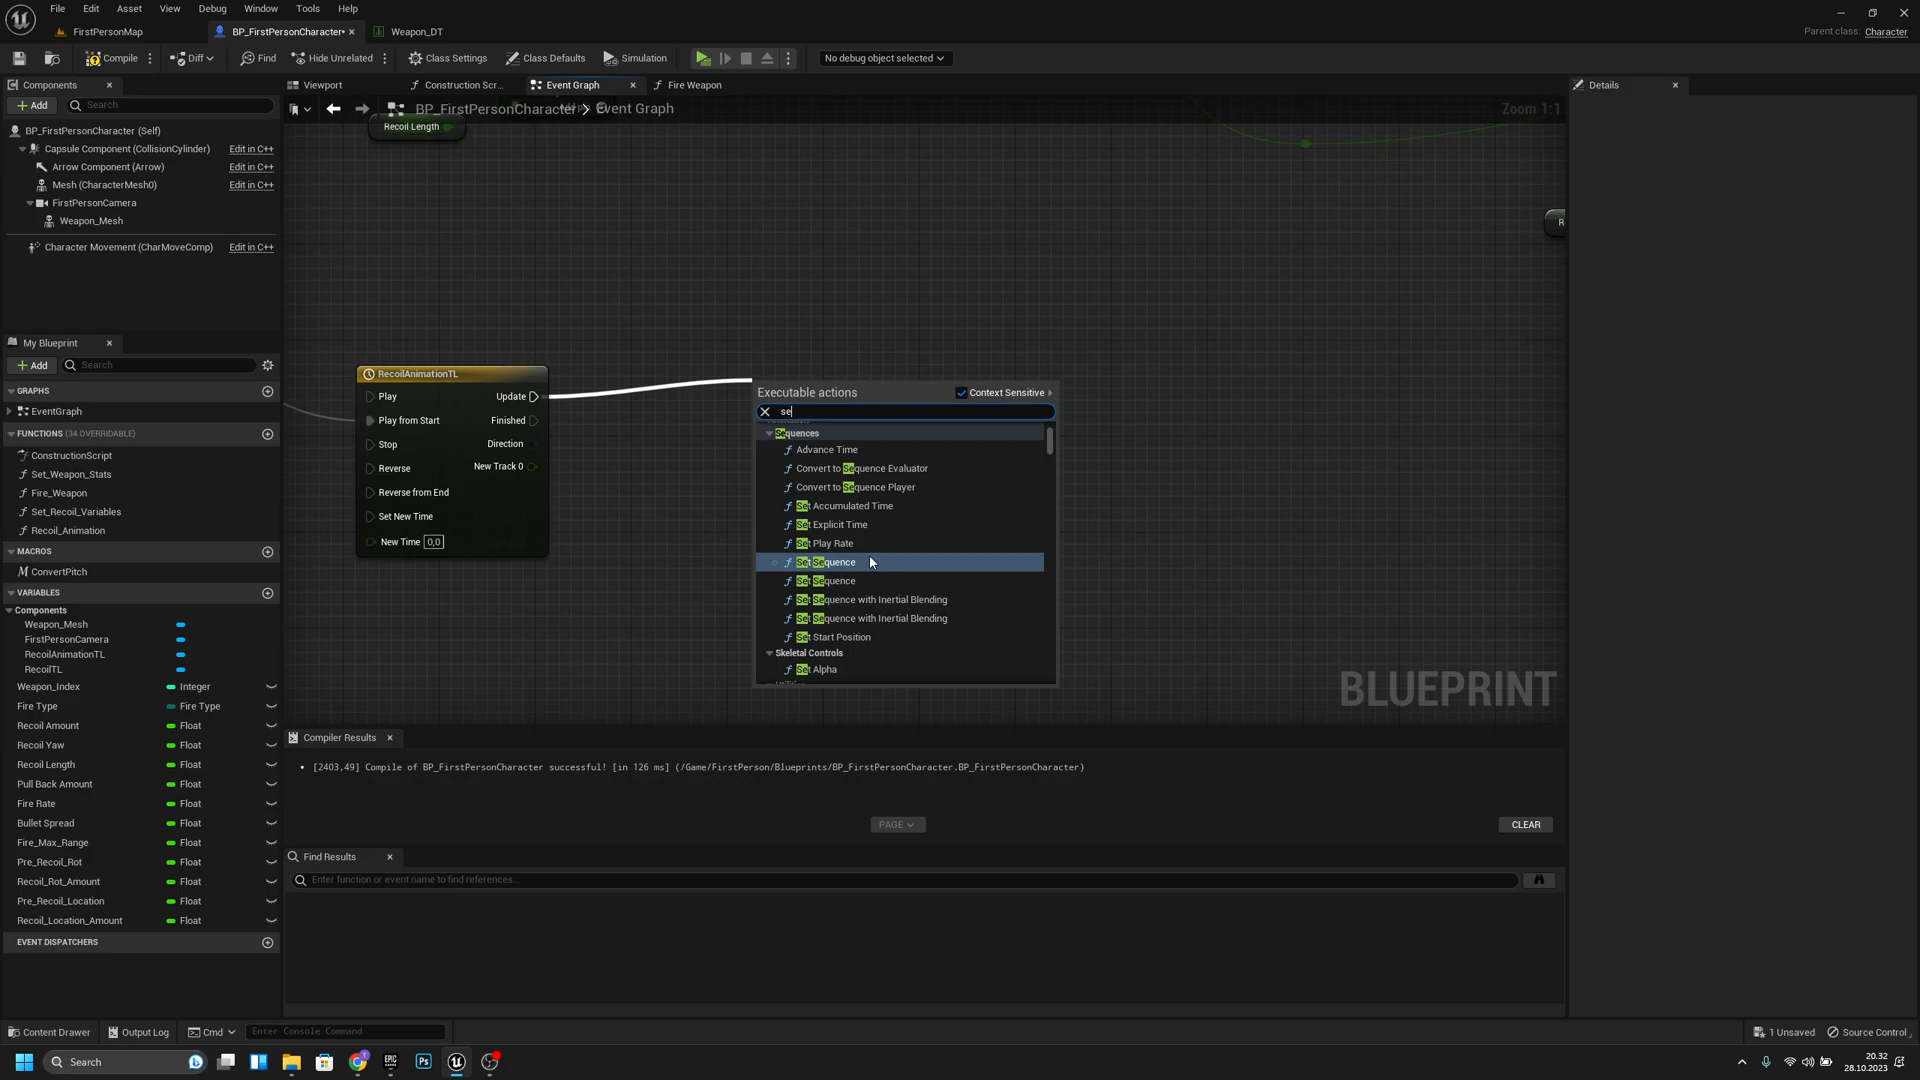 File Edit Asset View Window Debug Tools Help
FirstPersonMap BP_FirstPersonCharacter• Weapon_DT
Parent class: Character
Compile Diff Find Hide Unrelated Class Settings Class Defaults Simulation No debug object selected
Components
Add Search
BP_FirstPersonCharacter (Self)
Capsule Component (CollisionCylinder) Edit in C++
Arrow Component (Arrow) Edit in C++
Mesh (CharacterMesh0) Edit in C++
FirstPersonCamera
Weapon_Mesh
Character Movement (CharMoveComp) Edit in C++
My Blueprint
Add Search
GRAPHS
EventGraph
FUNCTIONS (34 OVERRIDABLE)
ConstructionScript
Set_Weapon_Stats
Fire_Weapon
Set_Recoil_Variables
Recoil_Animation
MACROS
ConvertPitch
VARIABLES
Components
Weapon_Mesh
FirstPersonCamera
RecoilAnimationTL
RecoilTL
Weapon_Index Integer
Fire Type Fire Type
Recoil Amount Float
Recoil Yaw Float
Recoil Length Float
Pull Back Amount Float
Fire Rate Float
Bullet Spread Float
Fire_Max_Range Float
Pre_Recoil_Rot Float
Recoil_Rot_Amount Float
Pre_Recoil_Location Float
Recoil_Location_Amount Float
EVENT DISPATCHERS
Viewport Construction Scr... Event Graph Fire Weapon
BP_FirstPersonCharacter > Event Graph
Zoom 1:1
Recoil Length
RecoilAnimationTL
Play Update
Play from Start Finished
Stop Direction
Reverse New Track 0
Reverse from End
Set New Time
New Time 0,0
Executable actions Context Sensitive
se
Sequences
Advance Time
Convert to Sequence Evaluator
Convert to Sequence Player
Set Accumulated Time
Set Explicit Time
Set Play Rate
Set Sequence
Set Sequence
Set Sequence with Inertial Blending
Set Sequence with Inertial Blending
Set Start Position
Skeletal Controls
Set Alpha
BLUEPRINT
Details
Compiler Results
[2403,49] Compile of BP_FirstPersonCharacter successful! [in 126 ms] (/Game/FirstPerson/Blueprints/BP_FirstPersonCharacter.BP_FirstPersonCharacter)
PAGE CLEAR
Find Results
Enter function or event name to find references...
Content Drawer Output Log Cmd Enter Console Command
1 Unsaved Source Control
Search
Ps
20.32
28.10.2023